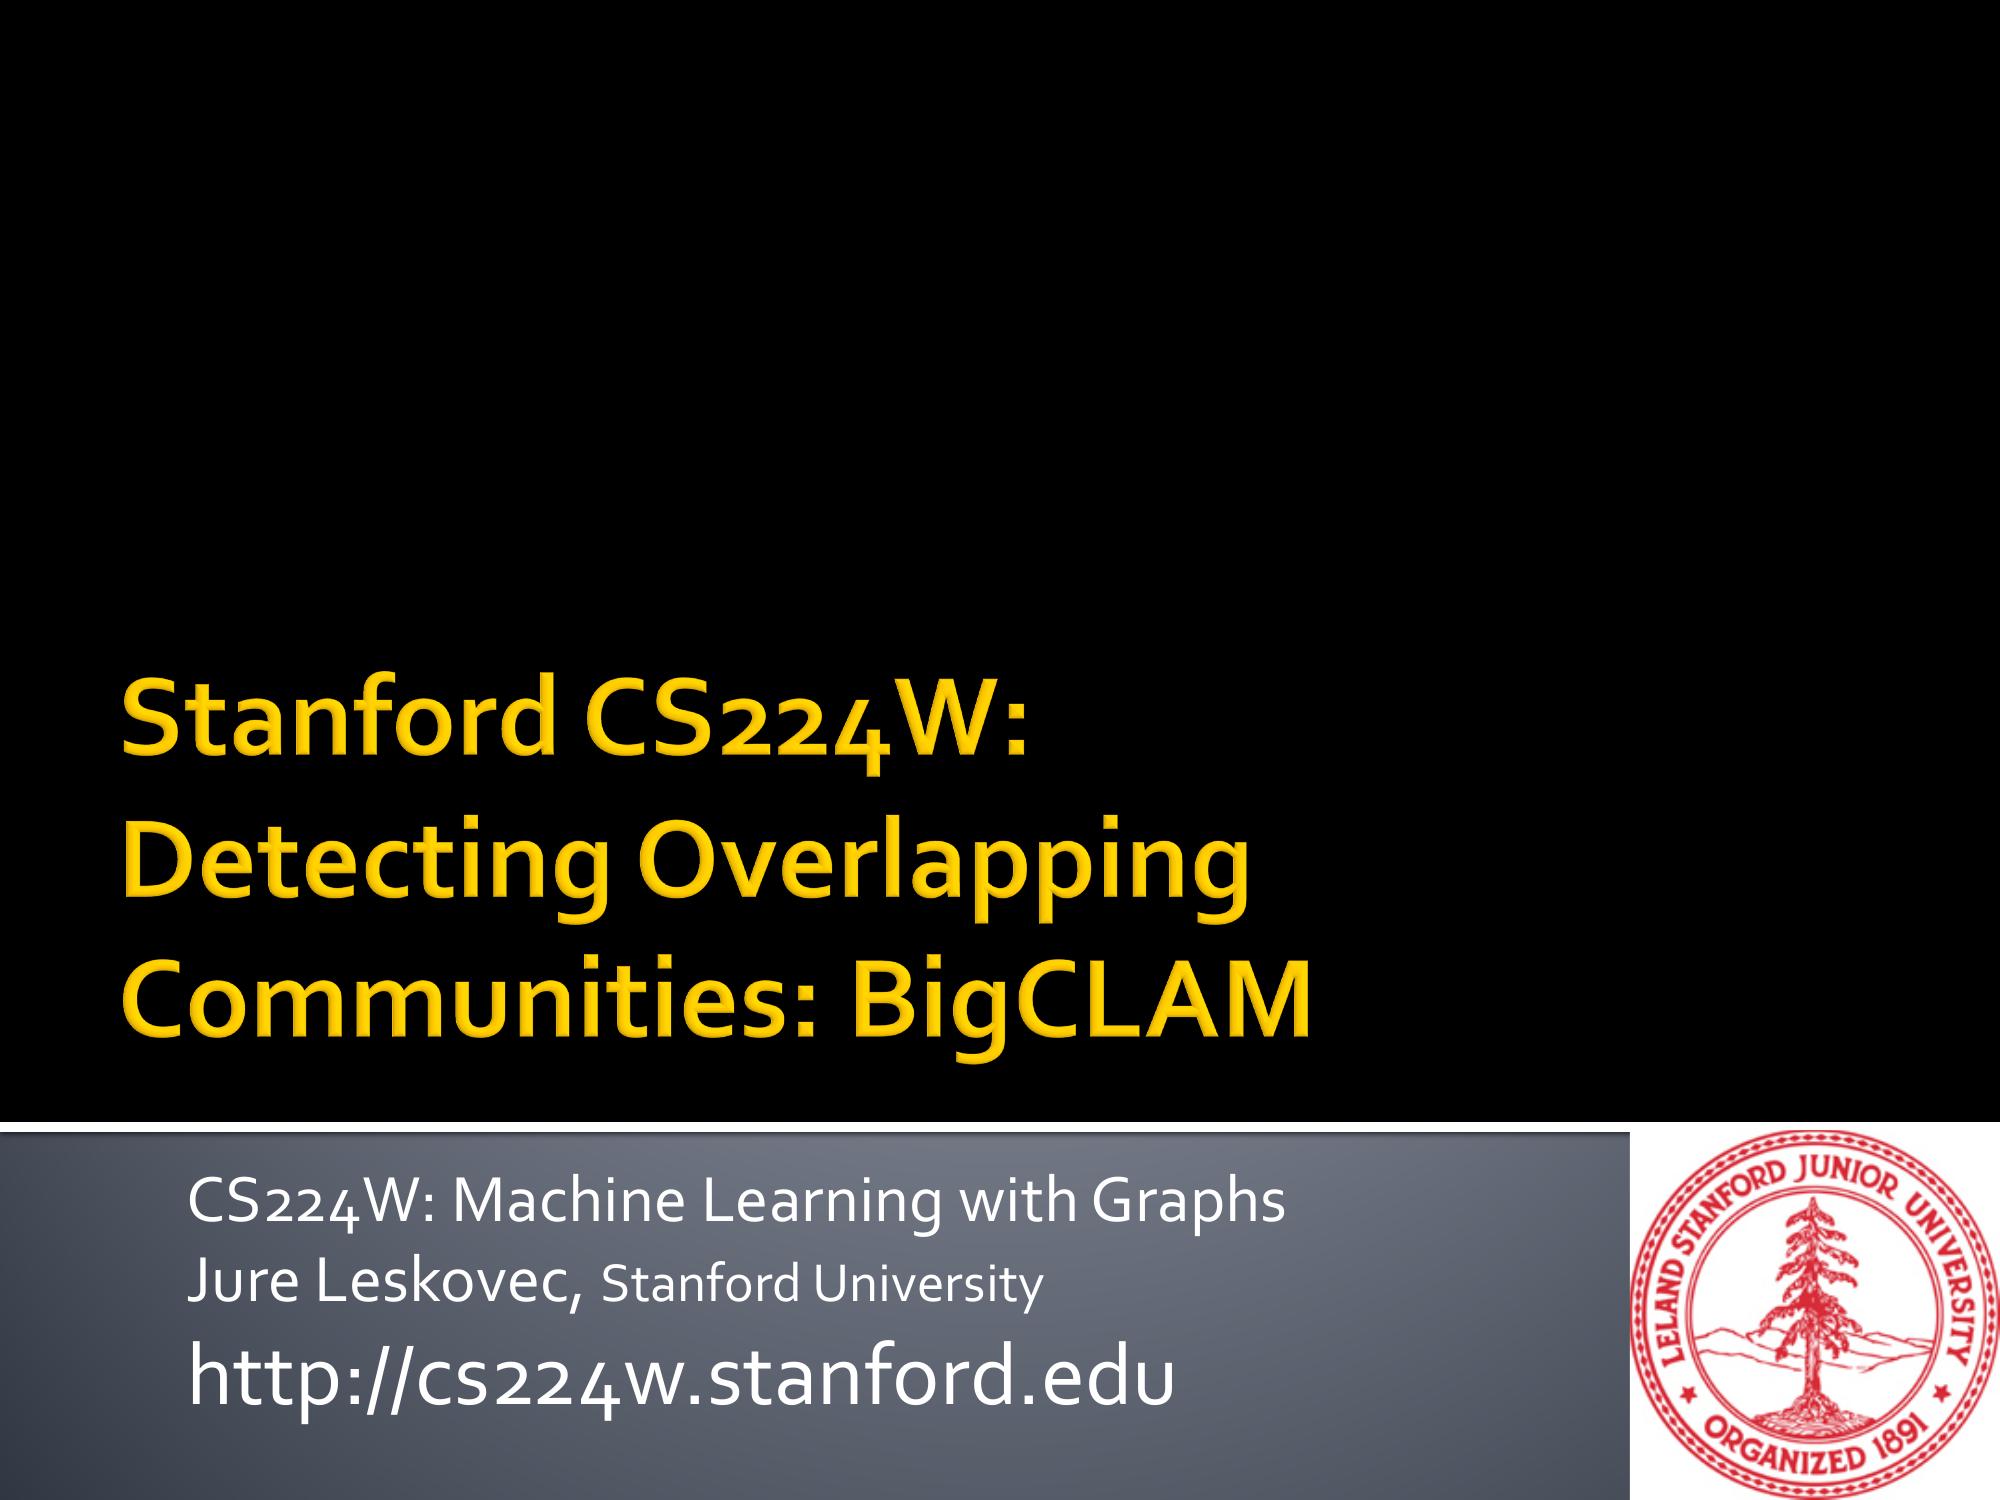 Stanford CS224W:
Detecting Overlapping
Communities: BigCLAM
CS224W: Machine Learning with Graphs
Jure Leskovec, Stanford University
http://cs224w.stanford.edu
LELAND STANFORD JUNIOR UNIVERSITY
ORGANIZED 1891